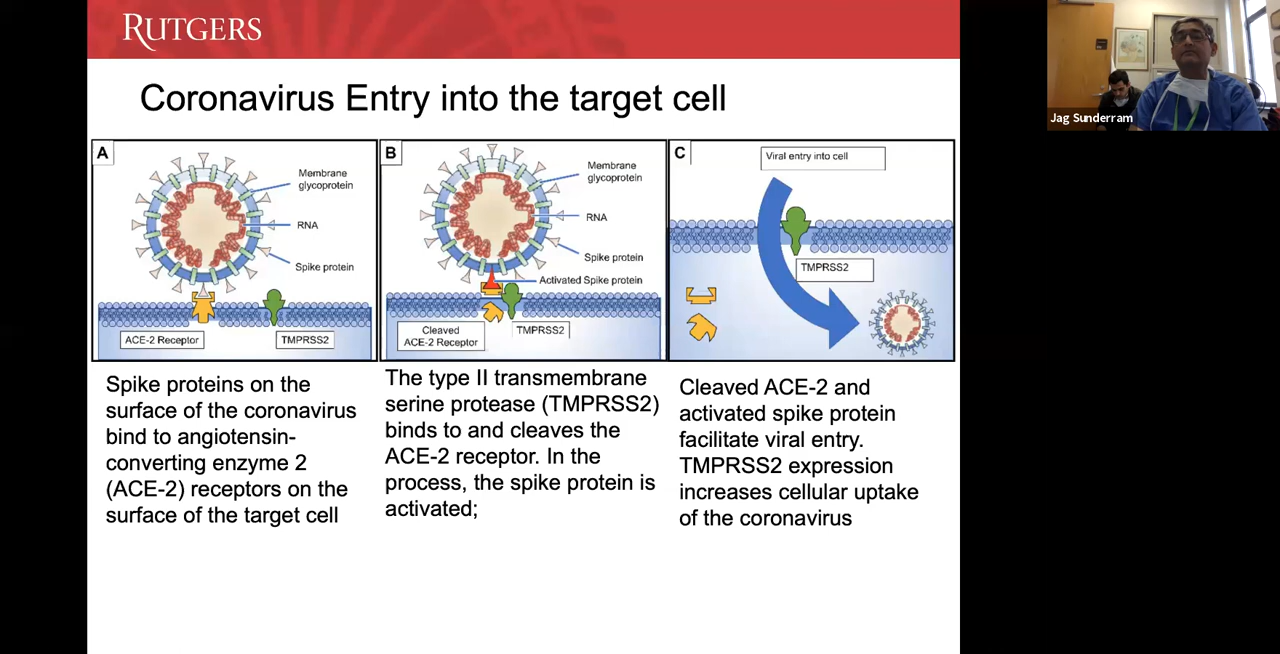 RUTGERS
Coronavirus Entry into the target cell
A
Membrane
glycoprotein
RNA
Spike protein
ACE-2 Receptor
TMPRSS2
B
Membrane
glycoprotein
RNA
Spike protein
Activated Spike protein
Cleaved
ACE-2 Receptor
TMPRSS2
C
Viral entry into cell
TMPRSS2
Spike proteins on the
surface of the coronavirus
bind to angiotensin-
converting enzyme 2
(ACE-2) receptors on the
surface of the target cell
The type II transmembrane
serine protease (TMPRSS2)
binds to and cleaves the
ACE-2 receptor. In the
process, the spike protein is
activated;
Cleaved ACE-2 and
activated spike protein
facilitate viral entry.
TMPRSS2 expression
increases cellular uptake
of the coronavirus
Jag Sunderram